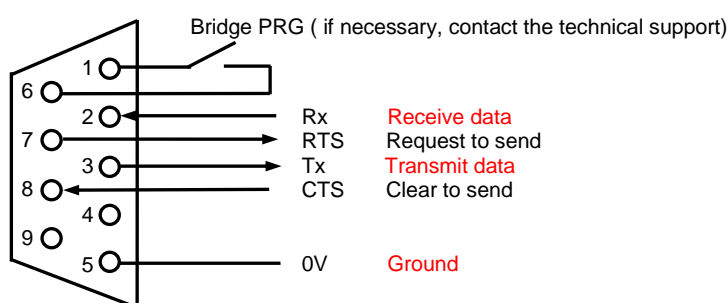 Bridge PRG ( if necessary, contact the technical support)
1
6
2 Rx Receive data
7 RTS Request to send
3 Tx Transmit data
8 CTS Clear to send
4
9
5 0V Ground